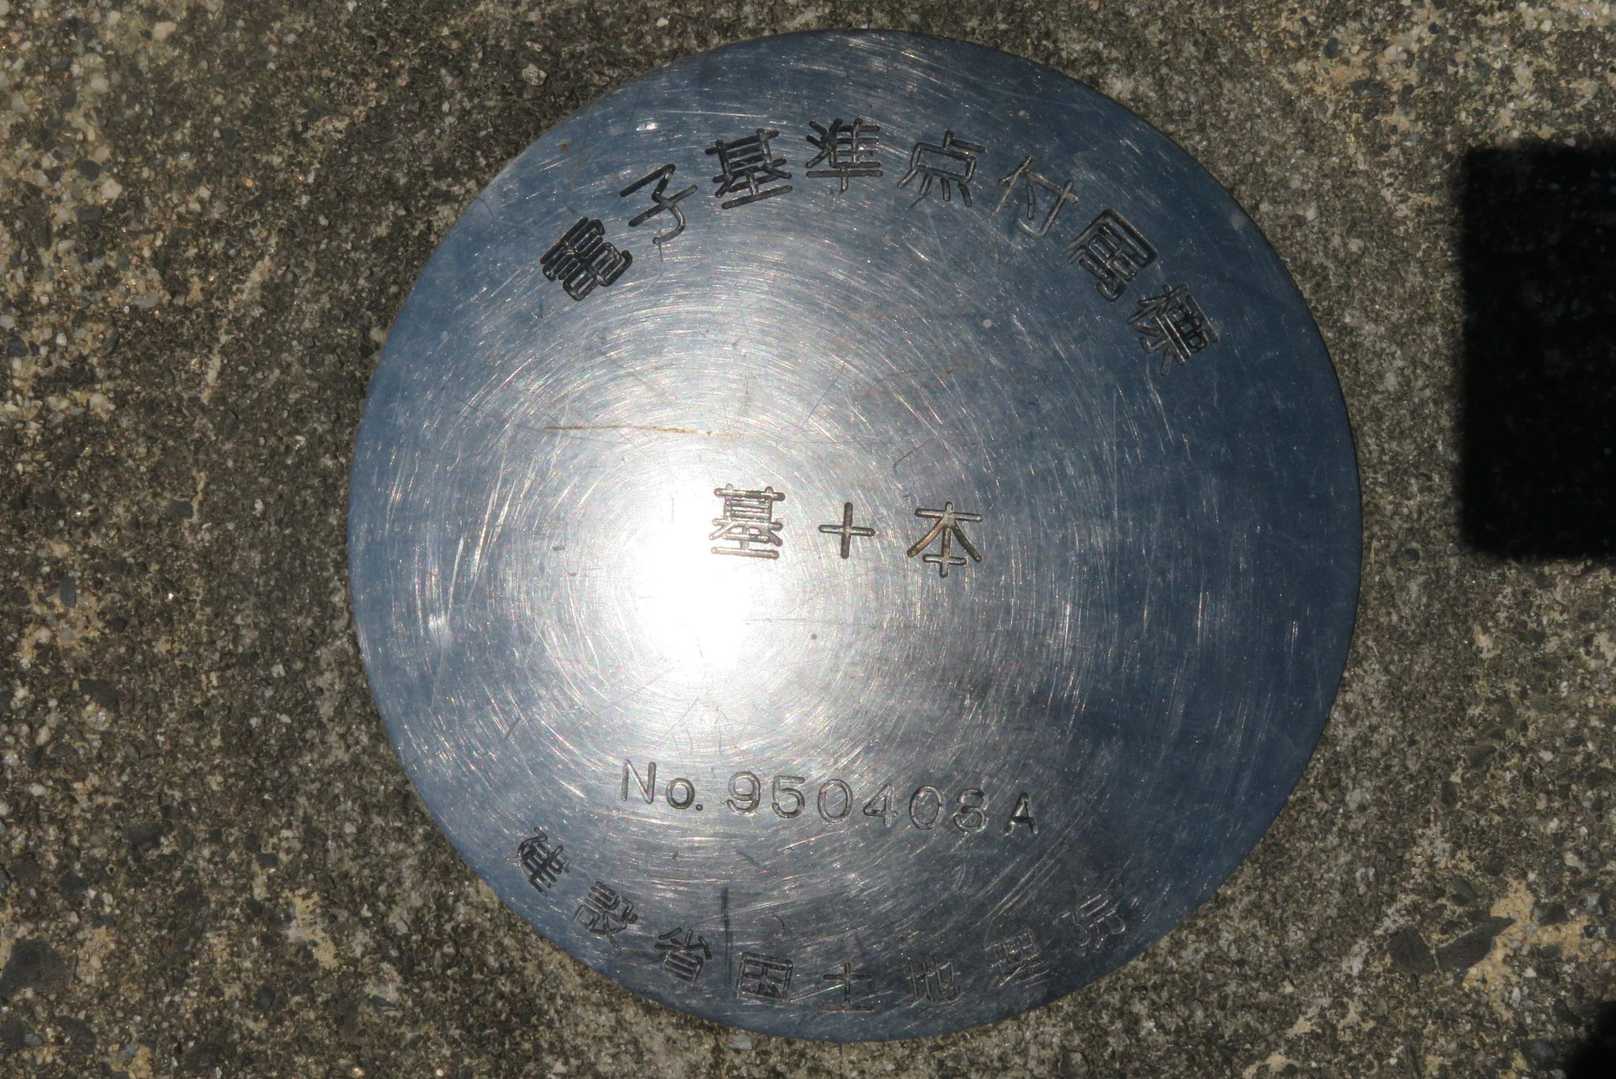 電子基準点付属標
基+本
No. 950408A
建設省国土地理院